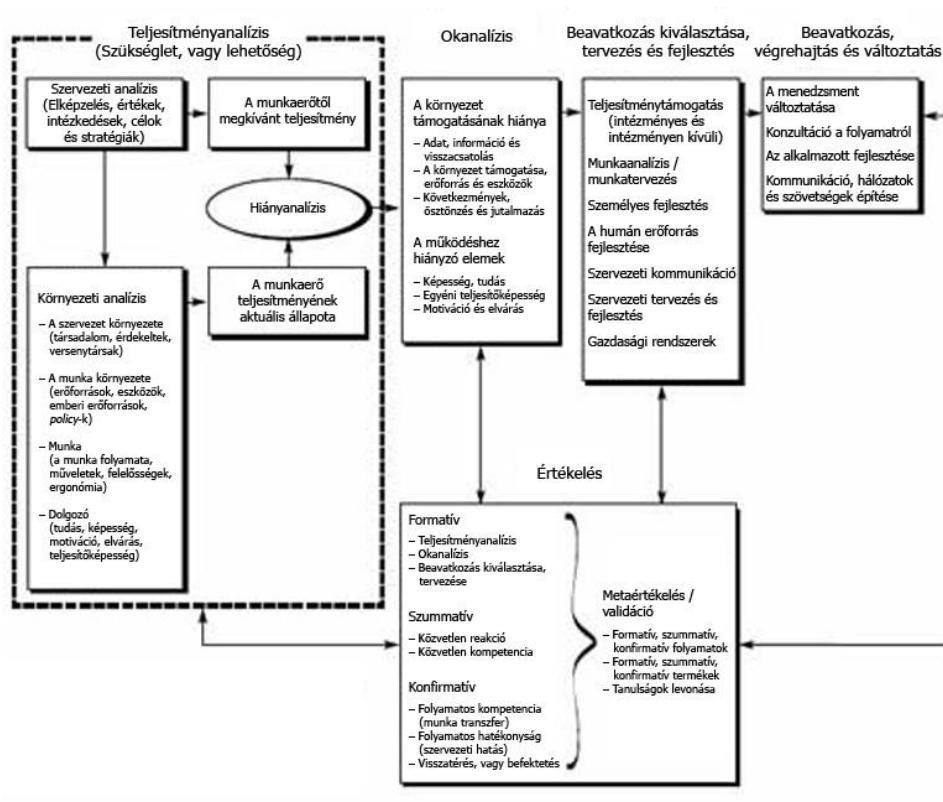 Teljesítményanalízis
(Szükséglet, vagy lehetőség)
Szervezeti analízis
(Elképzelés, értékek,
intézkedések, célok
és stratégiák)
A munkaerőtől
megkívánt teljesítmény
Hiányanalízis
Környezeti analízis
– A szervezet környezete
(társadalom, érdekeltek,
versenytársak)
– A munka környezete
(erőforrások, eszközök,
emberi erőforrások,
policy-k)
– Munka
(a munka folyamata,
műveletek, felelősségek,
ergonómia)
– Dolgozó
(tudás, képesség,
motiváció, elvárás,
teljesítőképesség)
A munkaerő
teljesítményének
aktuális állapota
Okanalízis
A környezet
támogatásának hiánya
– Adat, információ és
visszacsatolás
– A környezet támogatása,
erőforrás és eszközök
– Következmények,
ösztönzés és jutalmazás
A működéshez
hiányzó elemek
– Képesség, tudás
– Egyéni teljesítőképesség
– Motiváció és elvárás
Beavatkozás kiválasztása,
tervezés és fejlesztés
Teljesítménytámogatás
(intézményes és
intézményen kívüli)
Munkaanalízis /
munkatervezés
Személyes fejlesztés
A humán erőforrás
fejlesztése
Szervezeti kommunikáció
Szervezeti tervezés és
fejlesztés
Gazdasági rendszerek
Beavatkozás,
végrehajtás és változtatás
A menedzsment
változtatása
Konzultáció a folyamatról
Az alkalmazott fejlesztése
Kommunikáció, hálózatok
és szövetségek építése
Értékelés
Formatív
– Teljesítményanalízis
– Okanalízis
– Beavatkozás kiválasztása,
tervezése
Szummatív
– Közvetlen reakció
– Közvetlen kompetencia
Konfirmatív
– Folyamatos kompetencia
(munka transzfer)
– Folyamatos hatékonyság
(szervezeti hatás)
– Visszatérés, vagy befektetés
Metaértékelés /
validáció
– Formatív, szummatív,
konfirmatív folyamatok
– Formatív, szummatív,
konfirmatív termékek
– Tanulságok levonása